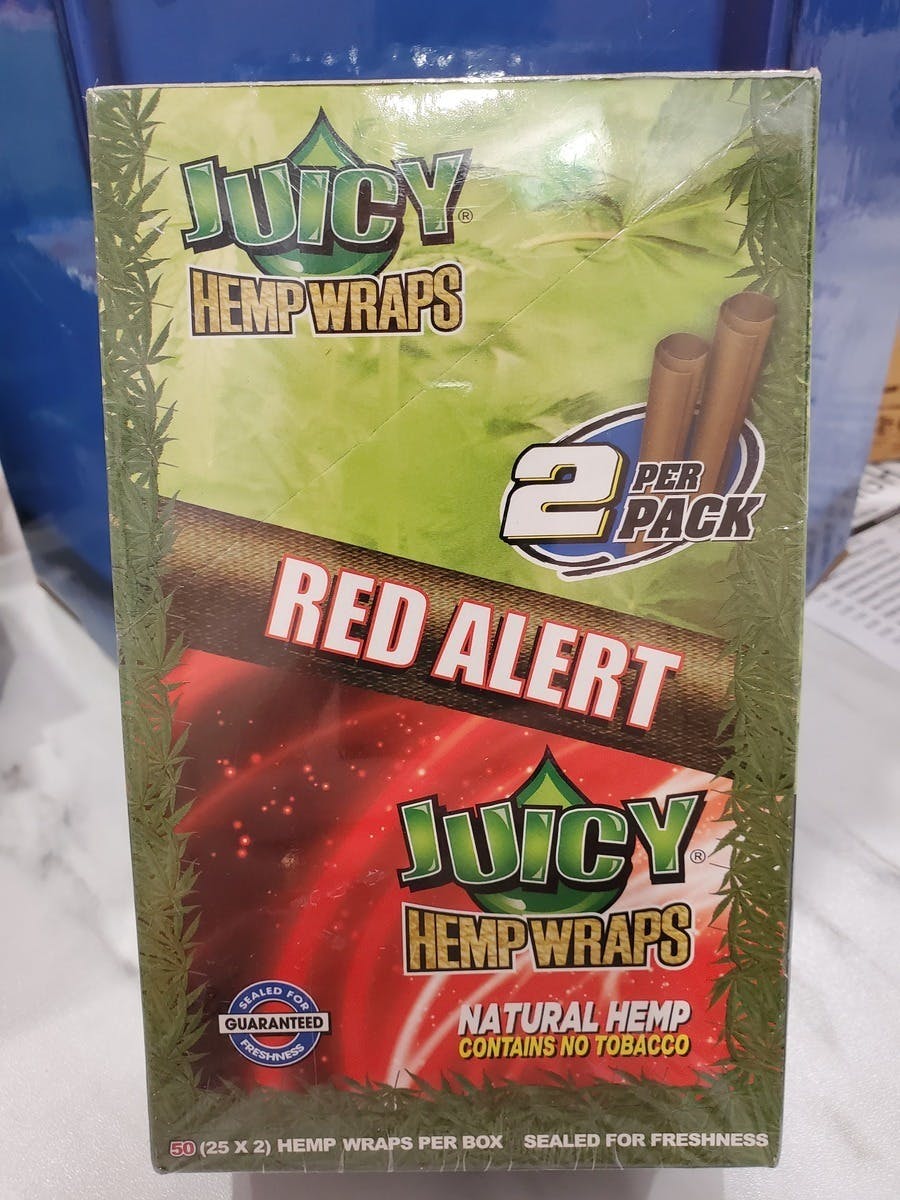 JUICY®
HEMP WRAPS
2 PER
PACK
RED ALERT
JUICY®
HEMP WRAPS
SEALED FOR
GUARANTEED
FRESHNESS
NATURAL HEMP
CONTAINS NO TOBACCO
50 (25 X 2) HEMP WRAPS PER BOX SEALED FOR FRESHNESS